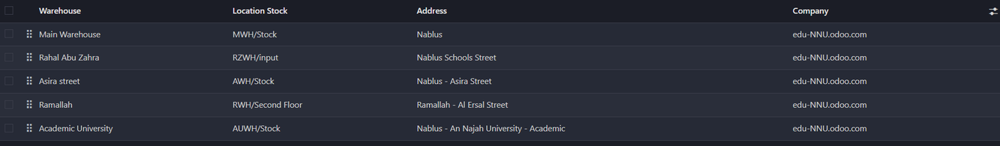 Warehouse Location Stock Address Company
Main Warehouse MWH/Stock Nablus edu-NNU.odoo.com
Rahal Abu Zahra RZWH/input Nablus Schools Street edu-NNU.odoo.com
Asira street AWH/Stock Nablus - Asira Street edu-NNU.odoo.com
Ramallah RWH/Second Floor Ramallah - Al Ersal Street edu-NNU.odoo.com
Academic University AUWH/Stock Nablus - An Najah University - Academic edu-NNU.odoo.com